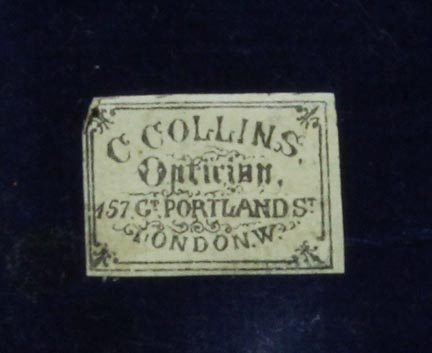 C. COLLINS.
Optician,
157, GT. PORTLAND ST.
LONDON. W.